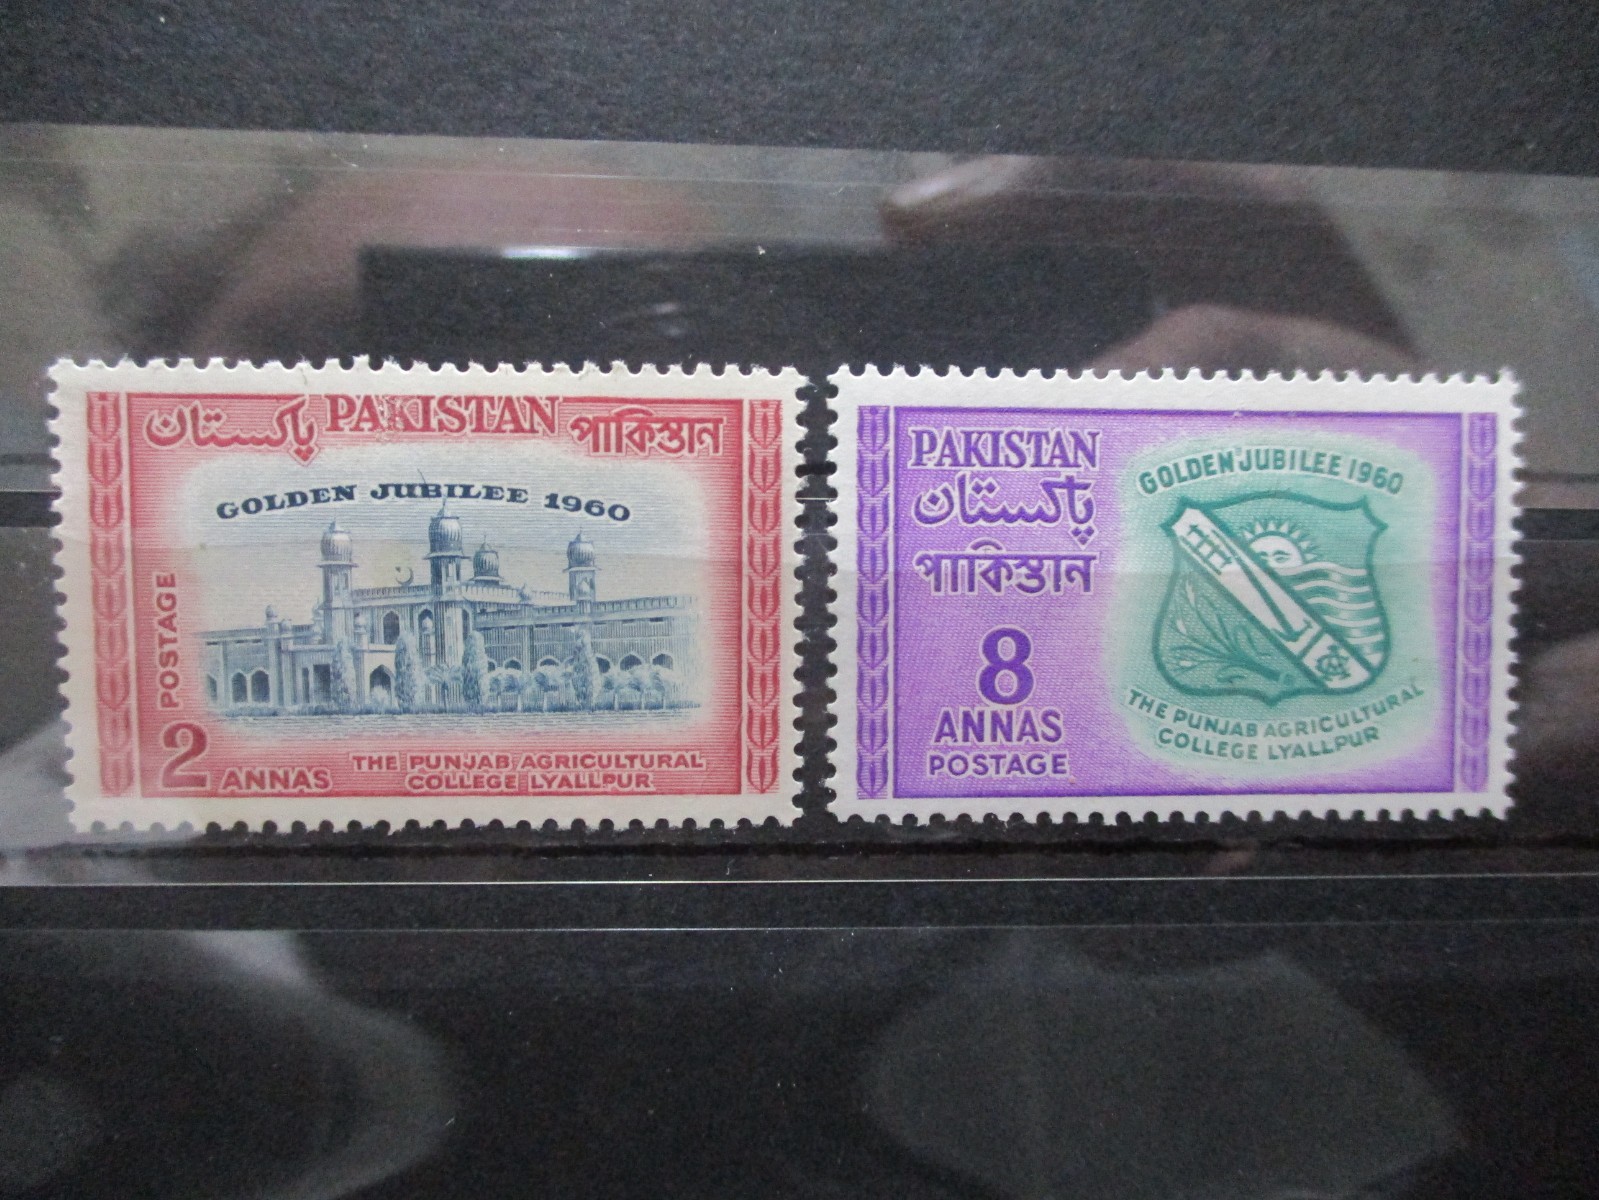 پاکستان PAKISTAN পাকিস্তান
GOLDEN JUBILEE 1960
POSTAGE
2 ANNAS
THE PUNJAB AGRICULTURAL
COLLEGE LYALLPUR
PAKISTAN
پاکستان
পাকিস্তান
8
ANNAS
POSTAGE
GOLDEN JUBILEE 1960
THE PUNJAB AGRICULTURAL
COLLEGE LYALLPUR